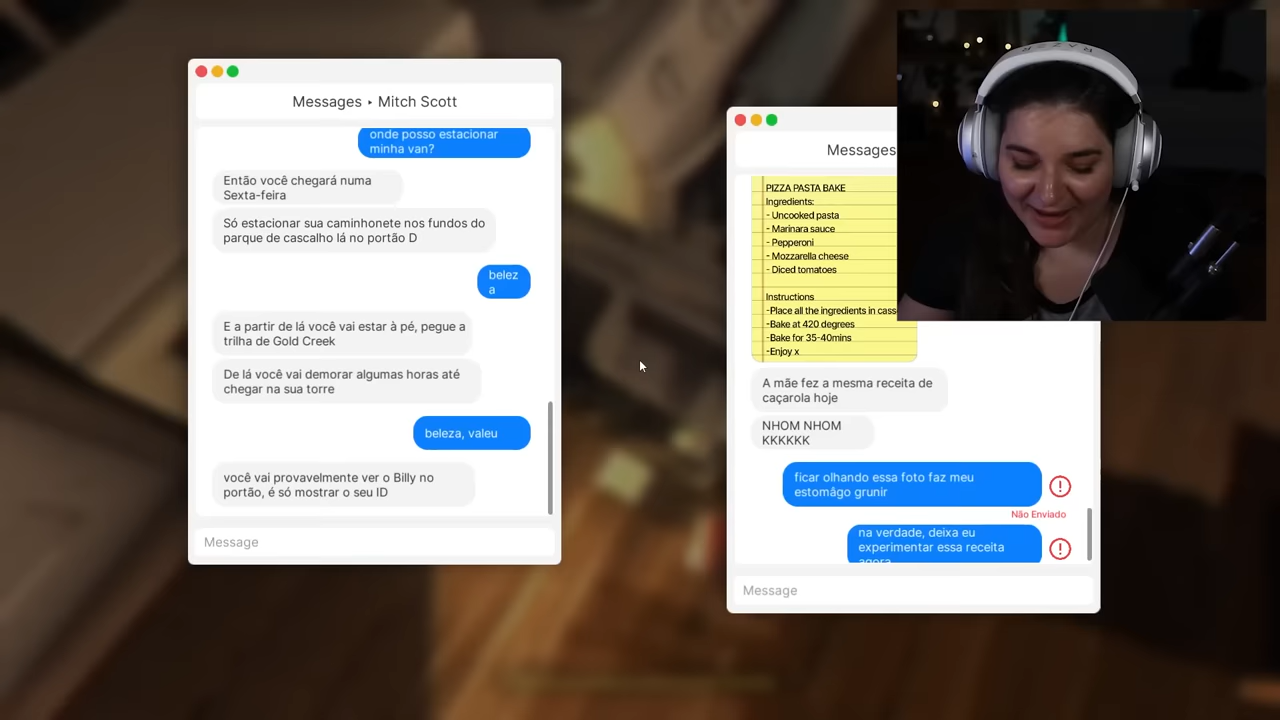 Messages ▸ Mitch Scott
onde posso estacionar
minha van?
Então você chegará numa
Sexta-feira
Só estacionar sua caminhonete nos fundos do
parque de cascalho lá no portão D
belez
a
E a partir de lá você vai estar à pé, pegue a
trilha de Gold Creek
De lá você vai demorar algumas horas até
chegar na sua torre
beleza, valeu
você vai provavelmente ver o Billy no
portão, é só mostrar o seu ID
Message
Messages
PIZZA PASTA BAKE
Ingredients:
- Uncooked pasta
- Marinara sauce
- Pepperoni
- Mozzarella cheese
- Diced tomatoes
Instructions
-Place all the ingredients in casse
-Bake at 420 degrees
-Bake for 35-40mins
-Enjoy x
A mãe fez a mesma receita de
caçarola hoje
NHOM NHOM
KKKKKK
ficar olhando essa foto faz meu
estomâgo grunir
Não Enviado
na verdade, deixa eu
experimentar essa receita
agora
Message
RAZER